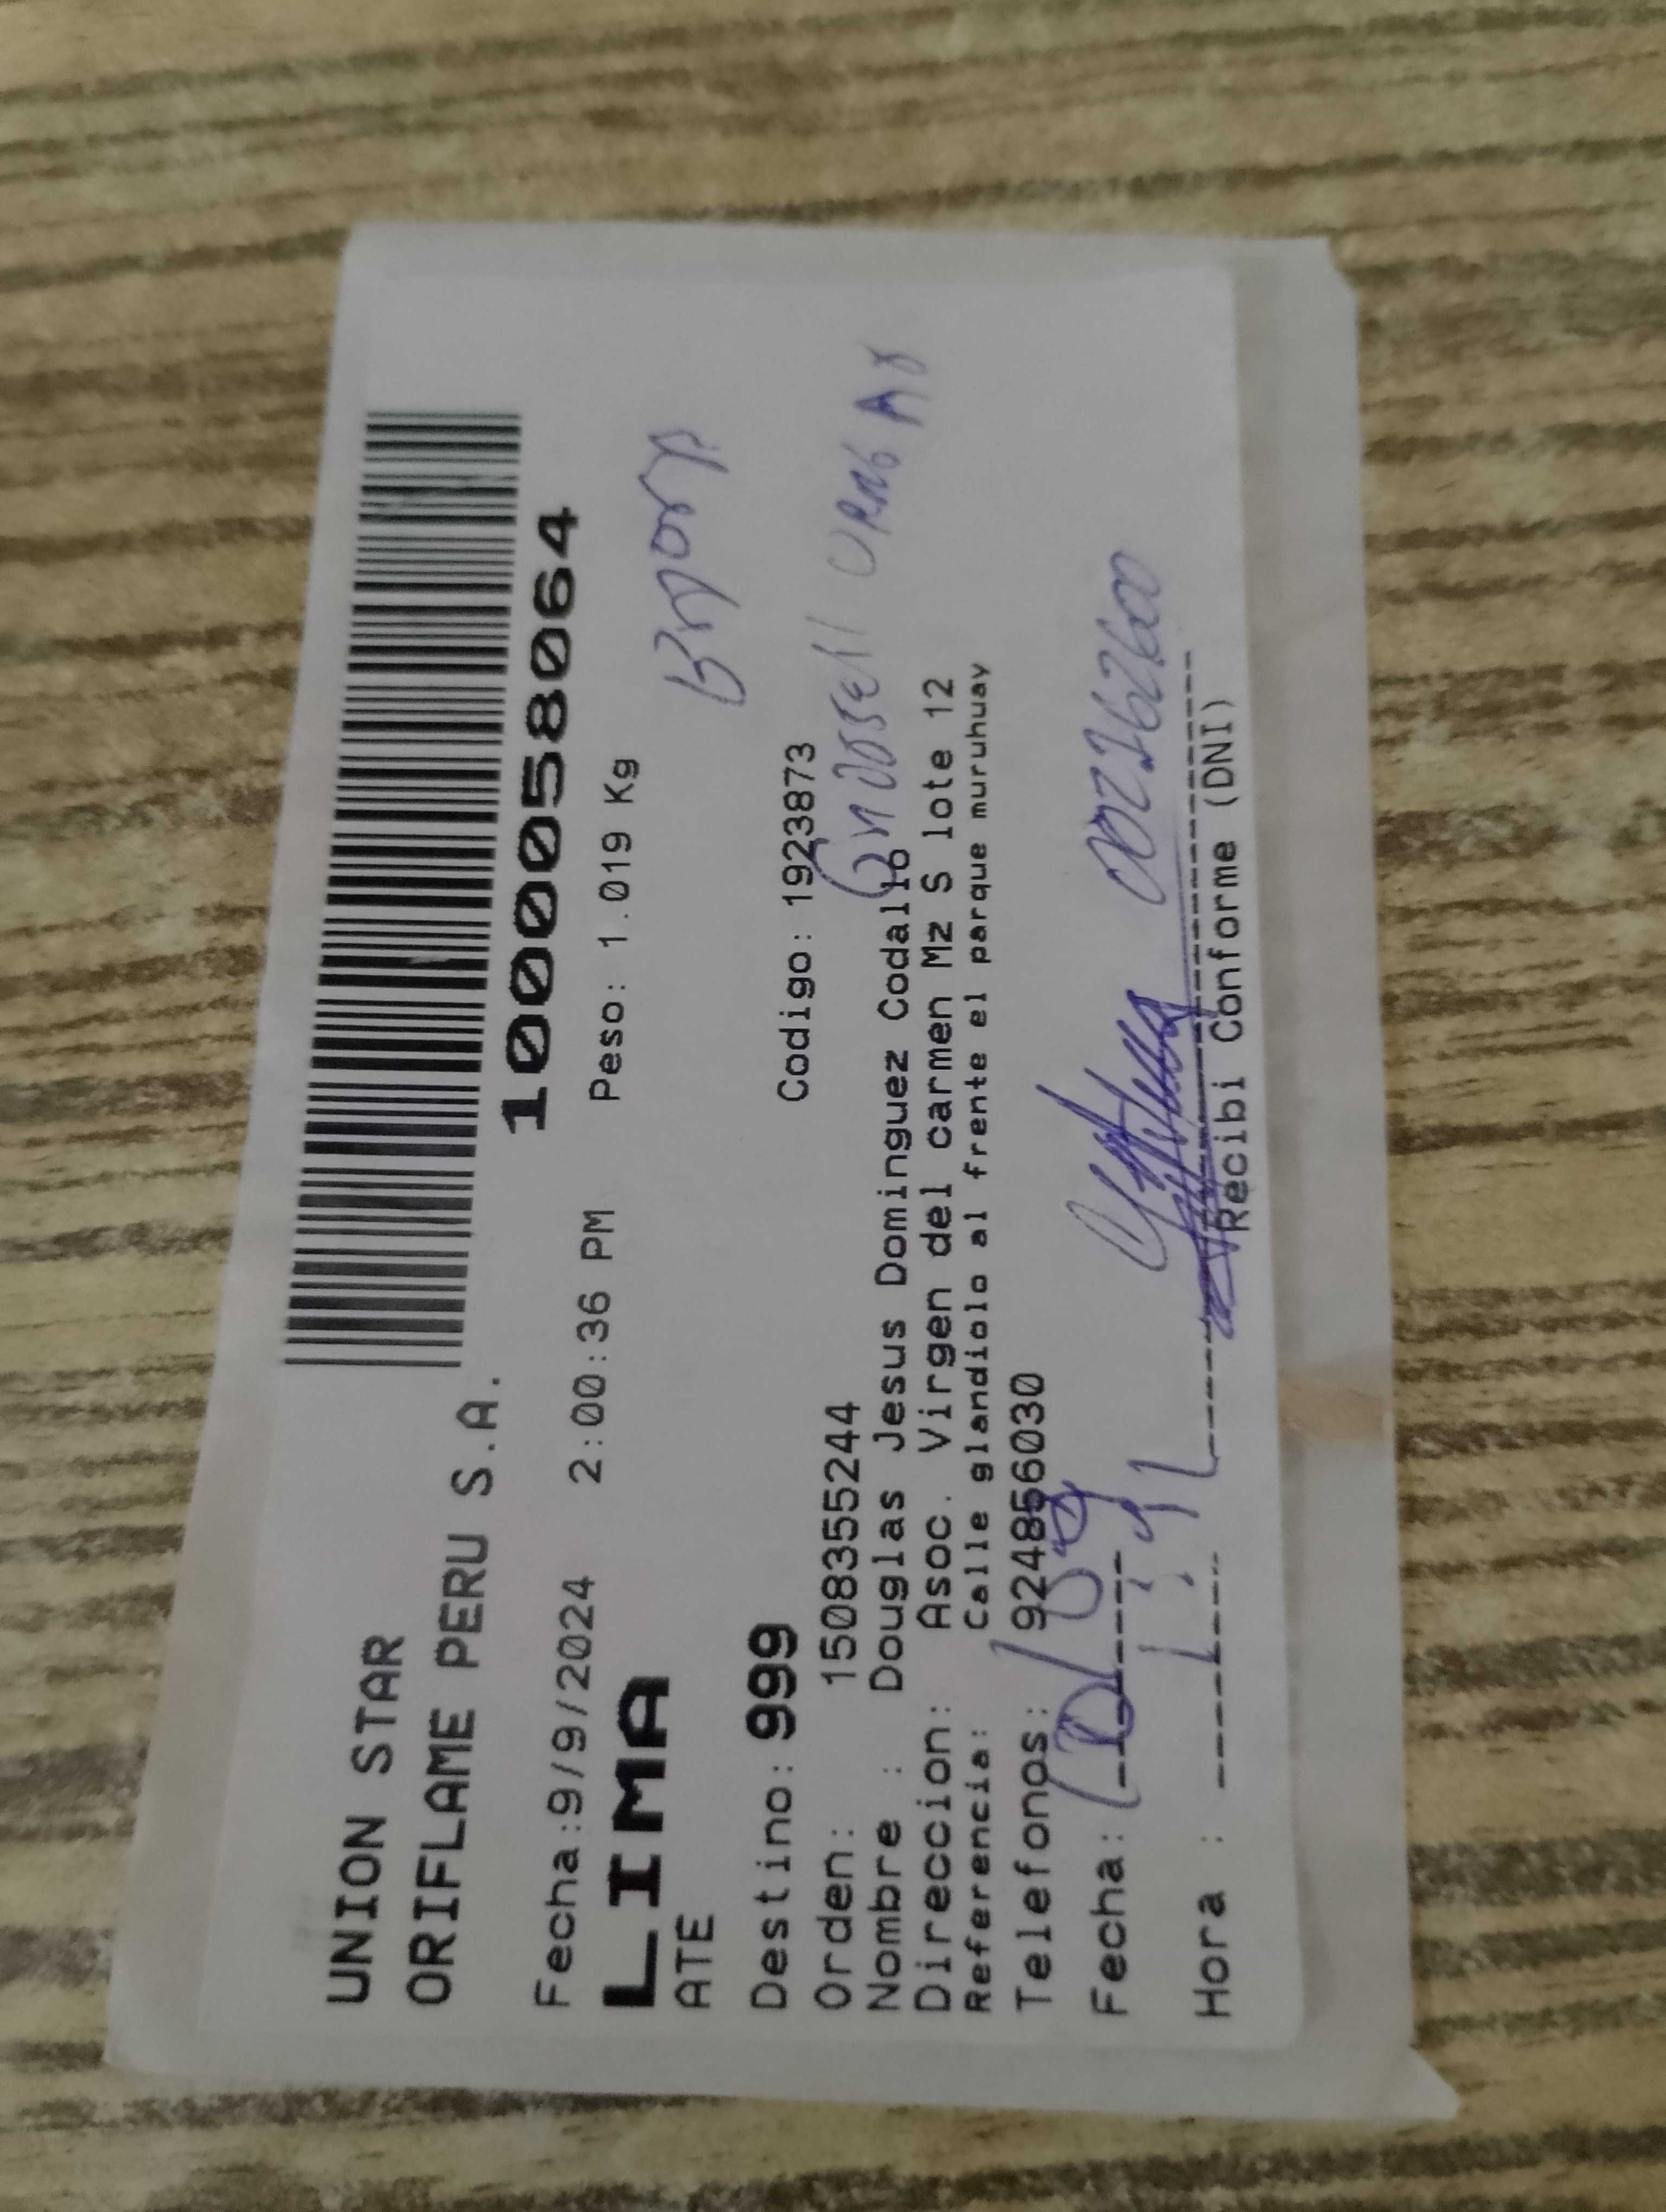 UNION STAR
ORIFLAME PERU S.A.
1000058064
Fecha:9/9/2024 2:00:36 PM Peso: 1.019 Kg
LIMA
ATE
Destino: 999 Codigo: 1923873
Orden: 15083555244
Nombre : Douglas Jesus Dominguez Codallo
Direccion: Asoc. Virgen del carmen Mz S lote 12
Referencia: Calle glandiolo al frente el parque muruhuay
Telefonos: 924856030
Fecha:
002762600
Hora :
Recibi Conforme (DNI)